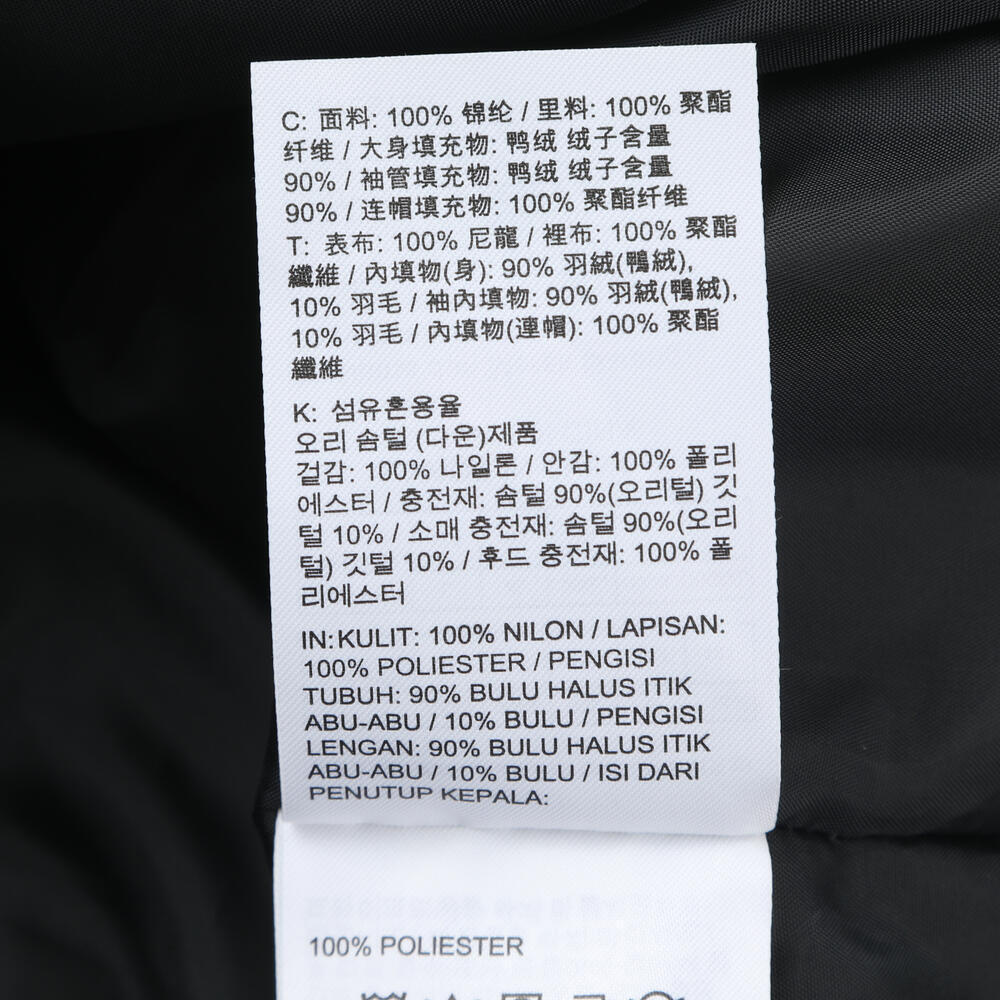 C: 面料: 100% 锦纶 / 里料: 100% 聚酯
纤维 / 大身填充物: 鸭绒 绒子含量
90% / 袖管填充物: 鸭绒 绒子含量
90% / 连帽填充物: 100% 聚酯纤维
T: 表布: 100% 尼龍 / 裡布: 100% 聚酯
纖維 / 內填物(身): 90% 羽絨(鴨絨),
10% 羽毛 / 袖內填物: 90% 羽絨(鴨絨),
10% 羽毛 / 內填物(連帽): 100% 聚酯
纖維
K: 섬유혼용율
오리 솜털 (다운)제품
겉감: 100% 나일론 / 안감: 100% 폴리
에스터 / 충전재: 솜털 90%(오리털) 깃
털 10% / 소매 충전재: 솜털 90%(오리
털) 깃털 10% / 후드 충전재: 100% 폴
리에스터
IN:KULIT: 100% NILON / LAPISAN:
100% POLIESTER / PENGISI
TUBUH: 90% BULU HALUS ITIK
ABU-ABU / 10% BULU / PENGISI
LENGAN: 90% BULU HALUS ITIK
ABU-ABU / 10% BULU / ISI DARI
PENUTUP KEPALA:
100% POLIESTER